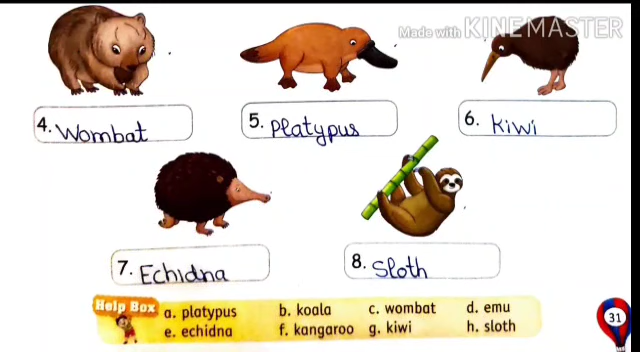 Made with KINEMASTER
4. Wombat
5. Platypus
6. Kiwi
7. Echidna
8. Sloth
Help Box
a. platypus b. koala c. wombat d. emu
e. echidna f. kangaroo g. kiwi h. sloth
31